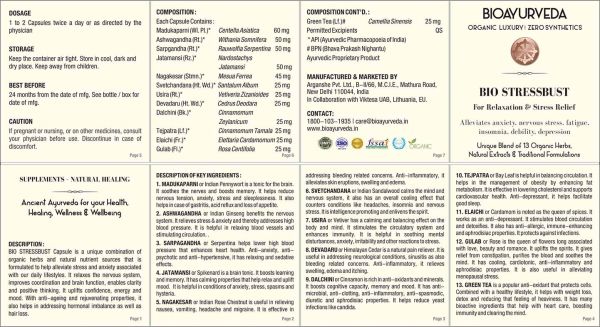 DOSAGE
1 to 2 Capsules twice a day or as directed by the
physician
STORAGE
Keep the container air tight. Store in cool, dark and
dry place. Keep away from children.
BEST BEFORE
24 months from the date of mfg. See bottle / box for
date of mfg.
CAUTION
If pregnant or nursing, or on other medicines, consult
your physician before use. Discontinue in case of
discomfort.
Page 5
COMPOSITION :
Each Capsule Contains :
Madukaparni (Wl. Pl.)* Centella Asiatica 60 mg
Ashwagandha (Rt.)* Withania Somnifera 50 mg
Sarpgandha (Rt.)* Rauwolfia Serpentina 50 mg
Jatamansi (Rz.)* Nardostachys
Jatamansi 50 mg
Nagakesar (Stmn.)* Mesua Ferrea 45 mg
Svetchandana (Ht. Wd.)* Santalum Album 25 mg
Usira (Rt.)* Vetiveria Zizanioides 25 mg
Devadaru (Ht. Wd.)* Cedrus Deodara 25 mg
Dalchini (Bk.)* Cinnamomum
Zeylanicum 25 mg
Tejpatra (Lf.)* Cinnamomum Tamala 25 mg
Elaichi (Fr.)* Elettaria Cardamomum 25 mg
Gulab (Fl.)* Rosa Centifolia 25 mg
Page 6
COMPOSITION CONT'D. :
Green Tea (Lf.)# Camellia Sinensis 25 mg
Permitted Excipients QS
* API (Ayurvedic Pharmacopoeia of India)
# BPN (Bhava Prakash Nighantu)
Ayurvedic Proprietary Product
MANUFACTURED & MARKETED BY
Arganshe Pvt. Ltd., B-II/66, M.C.I.E., Mathura Road,
New Delhi 110044, India
In Collaboration with Viktesa UAB, Lithuania, EU.
CONTACT:
1800-103-1935 | care@bioayurveda.in
www.bioayurveda.in
fssai
ORGANIC
Page 7
BIOAYURVEDA
ORGANIC LUXURY | ZERO SYNTHETICS
BIO STRESSBUST
For Relaxation & Stress Relief
Alleviates anxiety, nervous stress, fatigue,
insomnia, debility, depression
Unique Blend of 13 Organic Herbs,
Natural Extracts & Traditional Formulations
SUPPLEMENTS - NATURAL HEALING
Ancient Ayurveda for your Health,
Healing, Wellness & Wellbeing
DESCRIPTION:
BIO STRESSBUST Capsule is a unique combination of
organic herbs and natural nutrient sources that is
formulated to help alleviate stress and anxiety associated
with our daily lifestyles. It relaxes the nervous system,
improves coordination and brain function, enables clarity
and positive thinking. It uplifts confidence, energy and
mood. With anti-ageing and rejuvenating properties, it
also helps in addressing hormonal imbalance as well as
hair loss.
Page 1
DESCRIPTION OF KEY INGREDIENTS :
1. MADUKAPARNI or Indian Pennywort is a tonic for the brain.
It soothes the nerves and boosts memory. It helps reduce
nervous tension, anxiety, stress and sleeplessness. It also
helps in case of gastritis, acid reflux and loss of appetite.
2. ASHWAGANDHA or Indian Ginseng benefits the nervous
system. It relieves stress & anxiety and thereby addresses high
blood pressure. It is helpful in relaxing blood vessels and
stimulating circulation.
3. SARPAGANDHA or Serpentina helps lower high blood
pressure that enhances heart health. Anti-anxiety, anti-
psychotic and anti-hypertensive, it has relaxing and sedative
effects.
4. JATAMANSI or Spikenard is a brain tonic. It boosts learning
and memory. It has calming properties that help relax and uplift
mood. It is helpful in conditions of anxiety, stress, spasms and
hysteria.
5. NAGAKESAR or Indian Rose Chestnut is useful in relieving
nausea, vomiting, headache and migraine. It is effective in
Page 2
addressing bleeding related concerns. Anti-inflammatory, it
alleviates skin eruptions, swelling and edema.
6. SVETCHANDANA or Indian Sandalwood calms the mind and
nervous system, it also has an overall cooling effect that
counters conditions like headaches, insomnia and nervous
stress. It is intelligence promoting and enlivens the spirit.
7. USIRA or Vetiver has a calming and balancing effect on the
body and mind. It stimulates the circulatory system and
enhances immunity. It is helpful in soothing mental
disturbances, anxiety, irritability and other reactions to stress.
8. DEVADARU or Himalayan Cedar is a natural pain reliever. It is
useful in addressing neurological conditions, sinusitis as also
bleeding related concerns. Anti-inflammatory, it relieves
swelling, edema and itching.
9. DALCHINI or Cinnamon is rich in anti-oxidants and minerals.
It boosts cognitive capacity, memory and mood. It has anti-
microbial, anti-clotting, anti-inflammatory, anti-spasmodic,
diuretic and aphrodisiac properties. It helps reduce yeast
infections like candida.
Page 3
10. TEJPATRA or Bay Leaf is helpful in balancing circulation. It
helps in the management of obesity by enhancing fat
metabolism. It is effective in lowering cholesterol and supports
cardiovascular health. Anti-depressant, it helps facilitate
good sleep.
11. ELAICHI or Cardamom is noted as the queen of spices. It
works as an anti-depressant. It stimulates blood circulation
and detoxifies. It also has anti-allergic, immune-enhancing
and aphrodisiac properties. It protects against infections.
12. GULAB or Rose is the queen of flowers long associated
with love, beauty and romance. It uplifts the spirits. It gives
relief from constipation, purifies the blood and soothes the
mind. It has cooling, carditonic, anti-inflammatory and
aphrodisiac properties. It is also useful in alleviating
menopausal stress.
13. GREEN TEA is a popular anti-oxidant that protects cells.
Combined with a healthy lifestyle, it helps with weight loss,
detox and reducing that feeling of heaviness. It has many
bioactive ingredients that help with heart care, boosting
immunity and clearing the mind.
Page 4